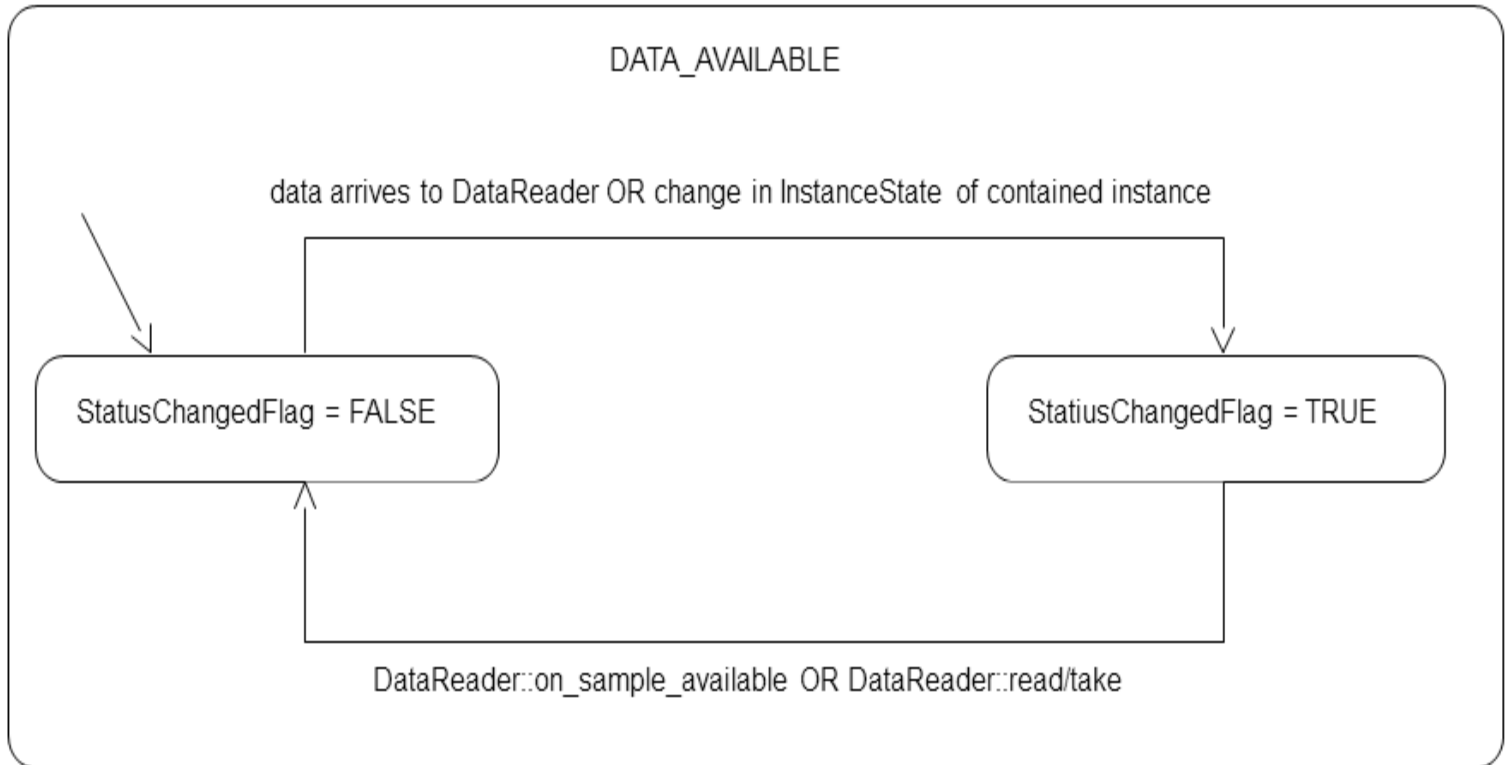 DATA_AVAILABLE
data arrives to DataReader OR change in InstanceState of contained instance
StatusChangedFlag = FALSE
StatiusChangedFlag = TRUE
DataReader::on_sample_available OR DataReader::read/take